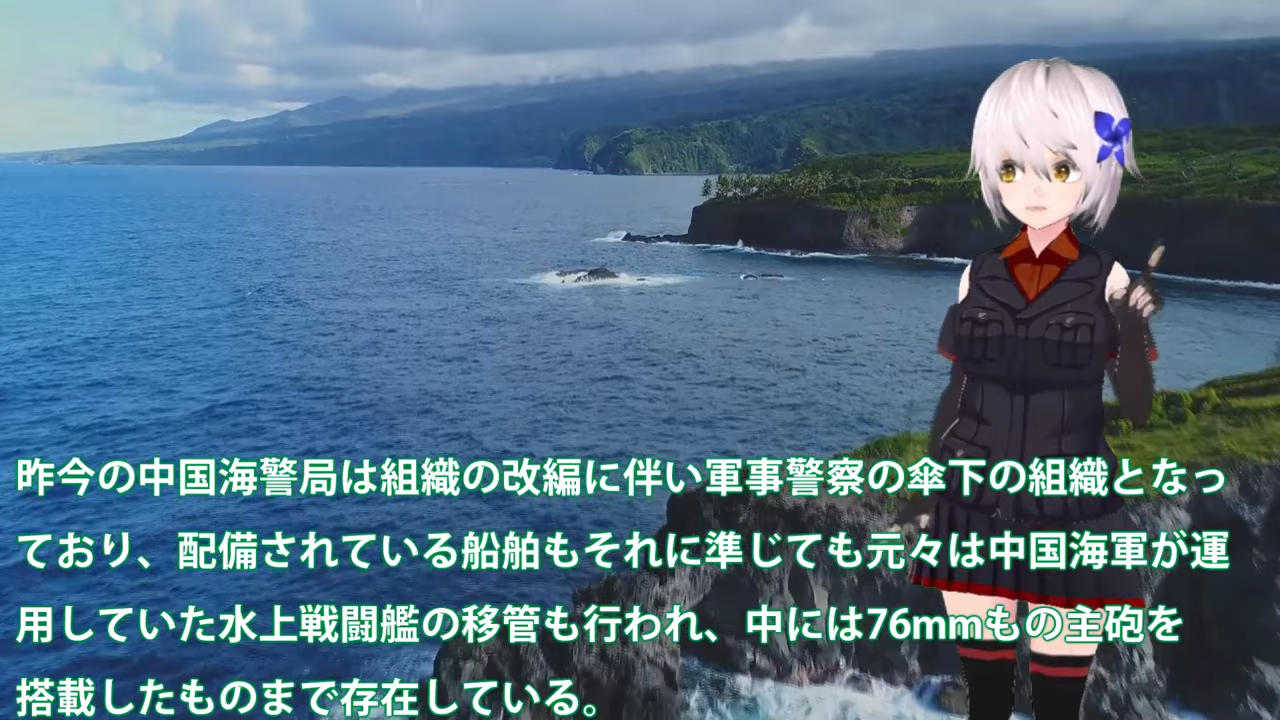 昨今の中国海警局は組織の改編に伴い軍事警察の傘下の組織となっ
ており、配備されている船舶もそれに準じても元々は中国海軍が運
用していた水上戦闘艦の移管も行われ、中には76mmもの主砲を
搭載したものまで存在している。